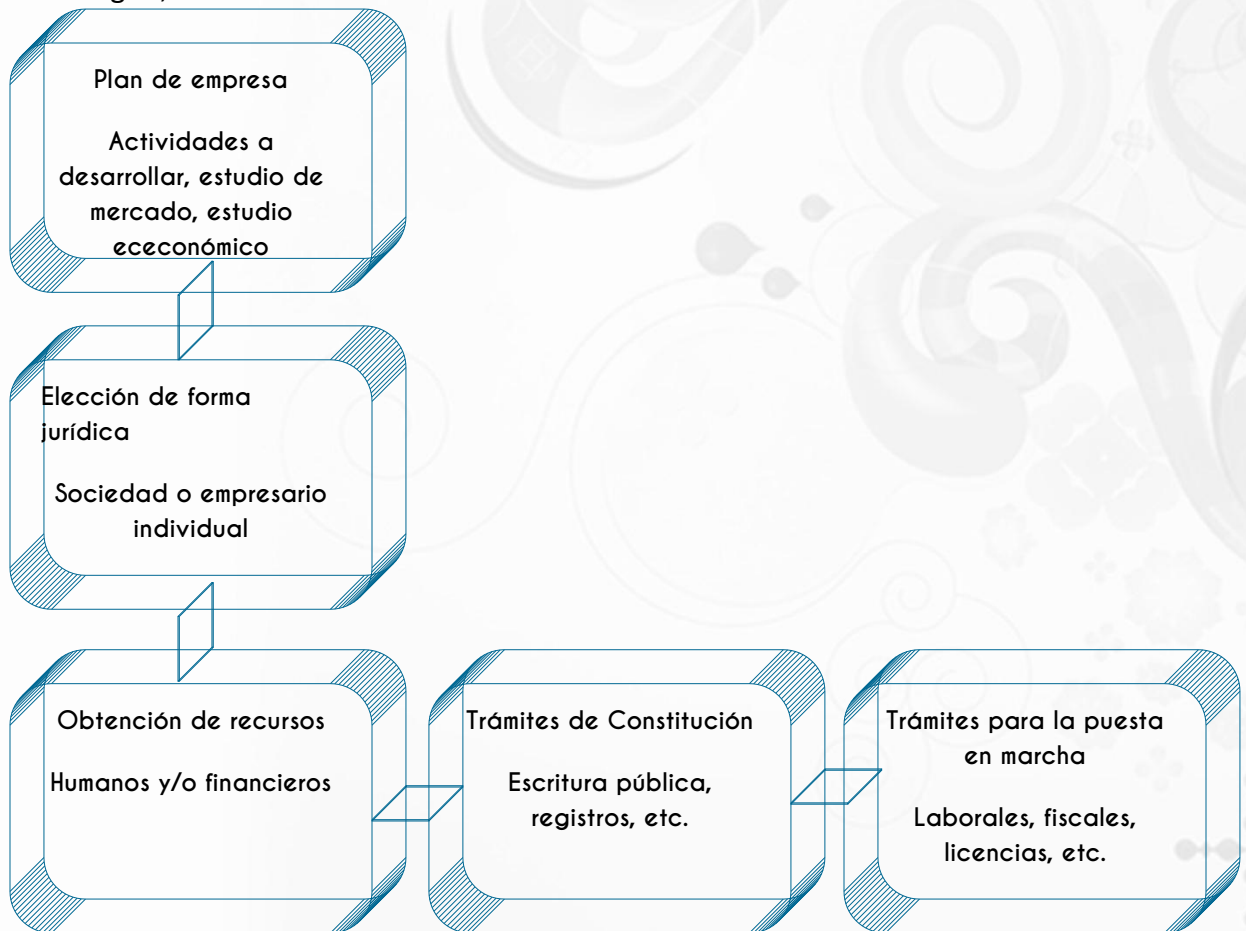 Plan de empresa
Actividades a
desarrollar, estudio de
mercado, estudio
ececonómico
Elección de forma
jurídica
Sociedad o empresario
individual
Obtención de recursos
Humanos y/o financieros
Trámites de Constitución
Escritura pública,
registros, etc.
Trámites para la puesta
en marcha
Laborales, fiscales,
licencias, etc.